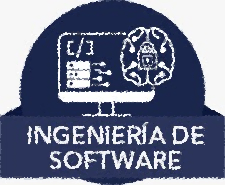 [/]
INGENIERÍA DE
SOFTWARE